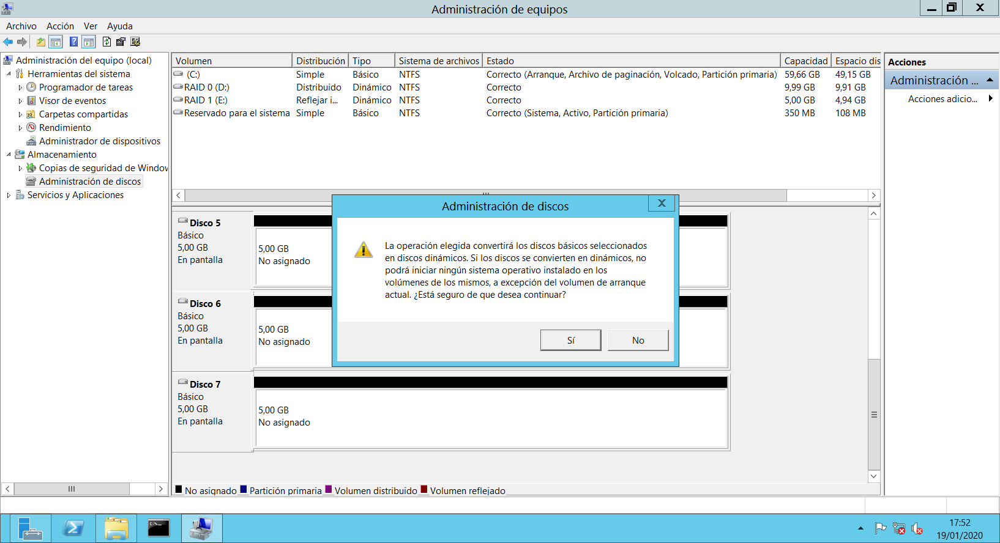 Administración de equipos
Archivo Acción Ver Ayuda
Administración del equipo (local)
Herramientas del sistema
Programador de tareas
Visor de eventos
Carpetas compartidas
Rendimiento
Administrador de dispositivos
Almacenamiento
Copias de seguridad de Window
Administración de discos
Servicios y Aplicaciones
Volumen Distribución Tipo Sistema de archivos Estado Capacidad Espacio dis
(C:) Simple Básico NTFS Correcto (Arranque, Archivo de paginación, Volcado, Partición primaria) 59,66 GB 49,15 GB
RAID 0 (D:) Distribuido Dinámico NTFS Correcto 9,99 GB 9,91 GB
RAID 1 (E:) Reflejar i... Dinámico NTFS Correcto 5,00 GB 4,94 GB
Reservado para el sistema Simple Básico NTFS Correcto (Sistema, Activo, Partición primaria) 350 MB 108 MB
Acciones
Administración ...
Acciones adicio...
Disco 5
Básico
5,00 GB
En pantalla
5,00 GB
No asignado
Disco 6
Básico
5,00 GB
En pantalla
5,00 GB
No asignado
Disco 7
Básico
5,00 GB
En pantalla
5,00 GB
No asignado
Administración de discos
La operación elegida convertirá los discos básicos seleccionados
en discos dinámicos. Si los discos se convierten en dinámicos, no
podrá iniciar ningún sistema operativo instalado en los
volúmenes de los mismos, a excepción del volumen de arranque
actual. ¿Está seguro de que desea continuar?
Sí No
No asignado Partición primaria Volumen distribuido Volumen reflejado
17:52
19/01/2020